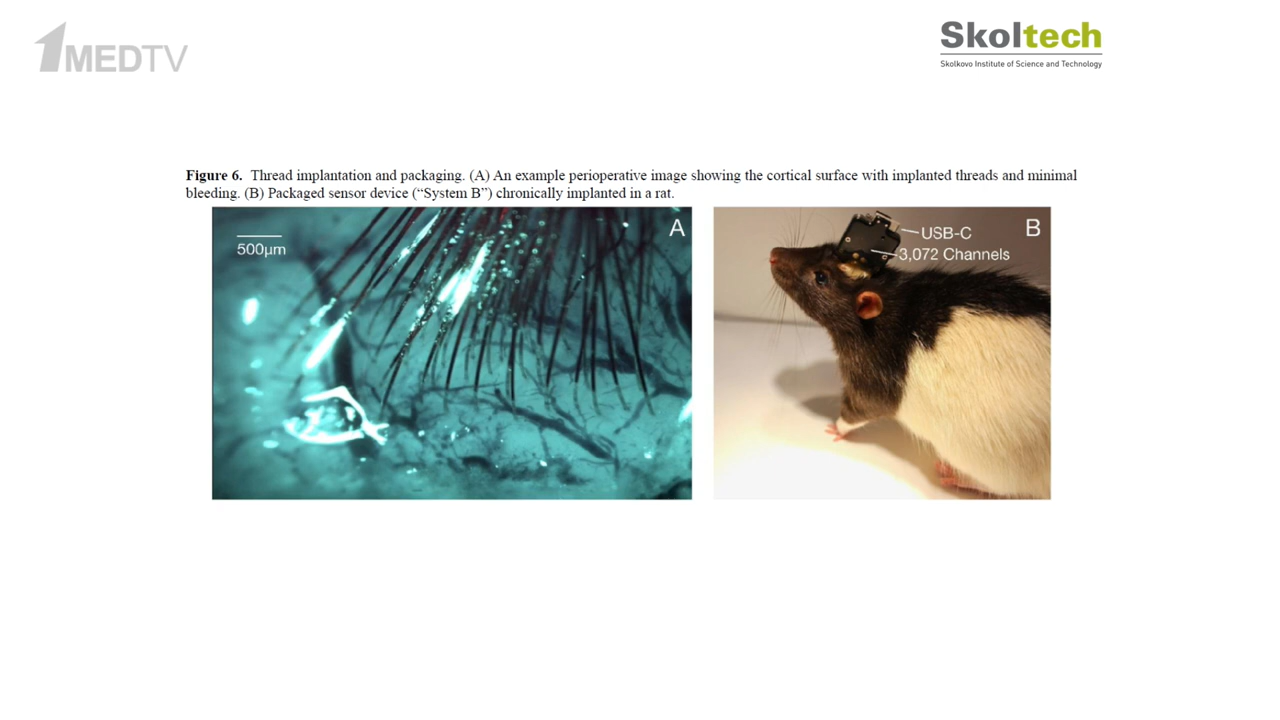 1MEDTV
Skoltech
Skolkovo Institute of Science and Technology
Figure 6. Thread implantation and packaging. (A) An example perioperative image showing the cortical surface with implanted threads and minimal
bleeding. (B) Packaged sensor device (“System B”) chronically implanted in a rat.
500μm
A
USB-C
B
3,072 Channels